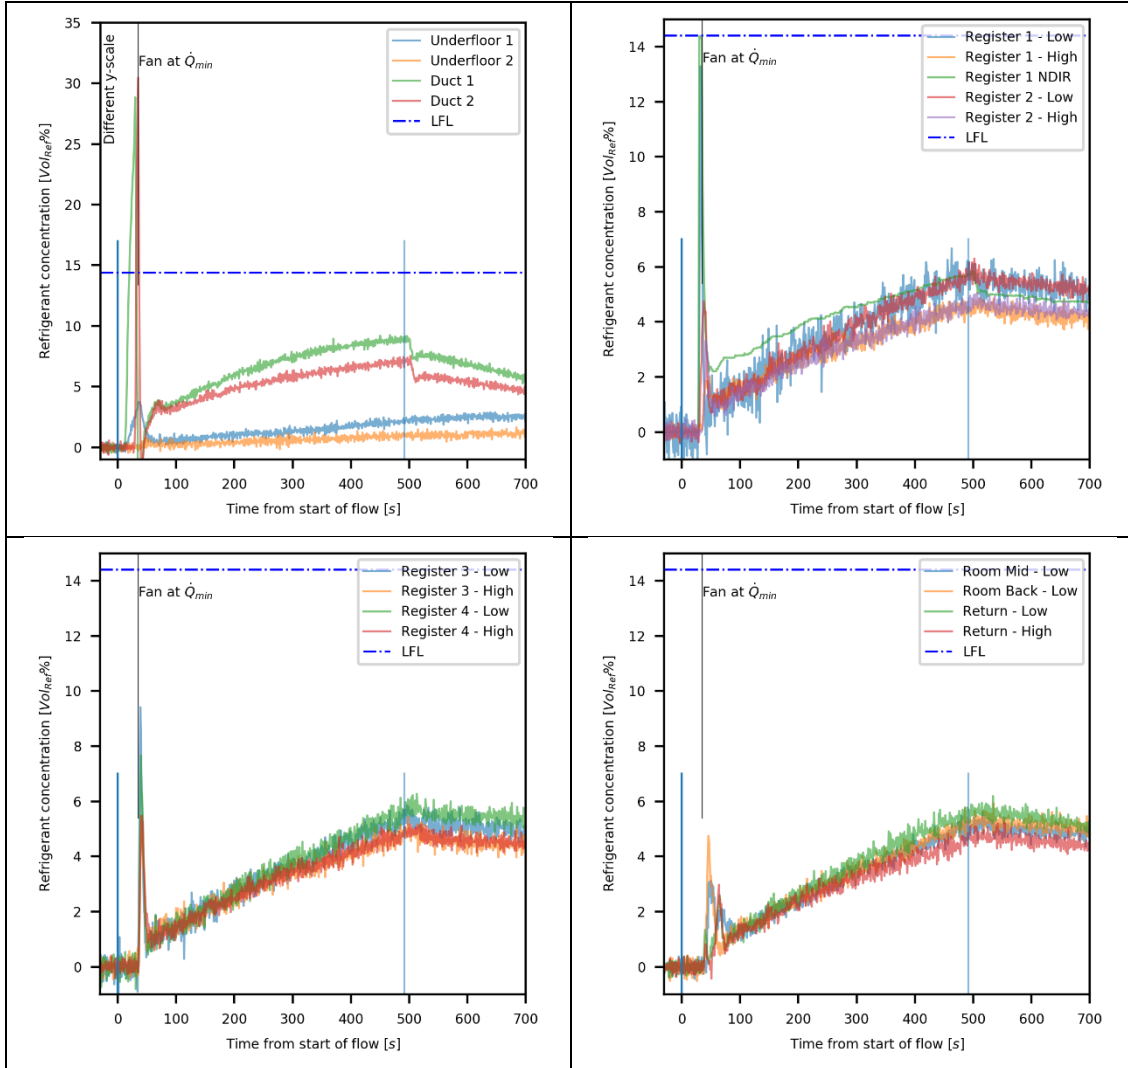 35
30
25
20
15
10
5
0
Different y-scale
Fan at Q̇min
Underfloor 1
Underfloor 2
Duct 1
Duct 2
LFL
Refrigerant concentration [VolRef%]
0 100 200 300 400 500 600 700
Time from start of flow [s]
14
12
10
8
6
4
2
0
Fan at Q̇min
Register 1 - Low
Register 1 - High
Register 1 NDIR
Register 2 - Low
Register 2 - High
LFL
Refrigerant concentration [VolRef%]
0 100 200 300 400 500 600 700
Time from start of flow [s]
14
12
10
8
6
4
2
0
Fan at Q̇min
Register 3 - Low
Register 3 - High
Register 4 - Low
Register 4 - High
LFL
Refrigerant concentration [VolRef%]
0 100 200 300 400 500 600 700
Time from start of flow [s]
14
12
10
8
6
4
2
0
Fan at Q̇min
Room Mid - Low
Room Back - Low
Return - Low
Return - High
LFL
Refrigerant concentration [VolRef%]
0 100 200 300 400 500 600 700
Time from start of flow [s]